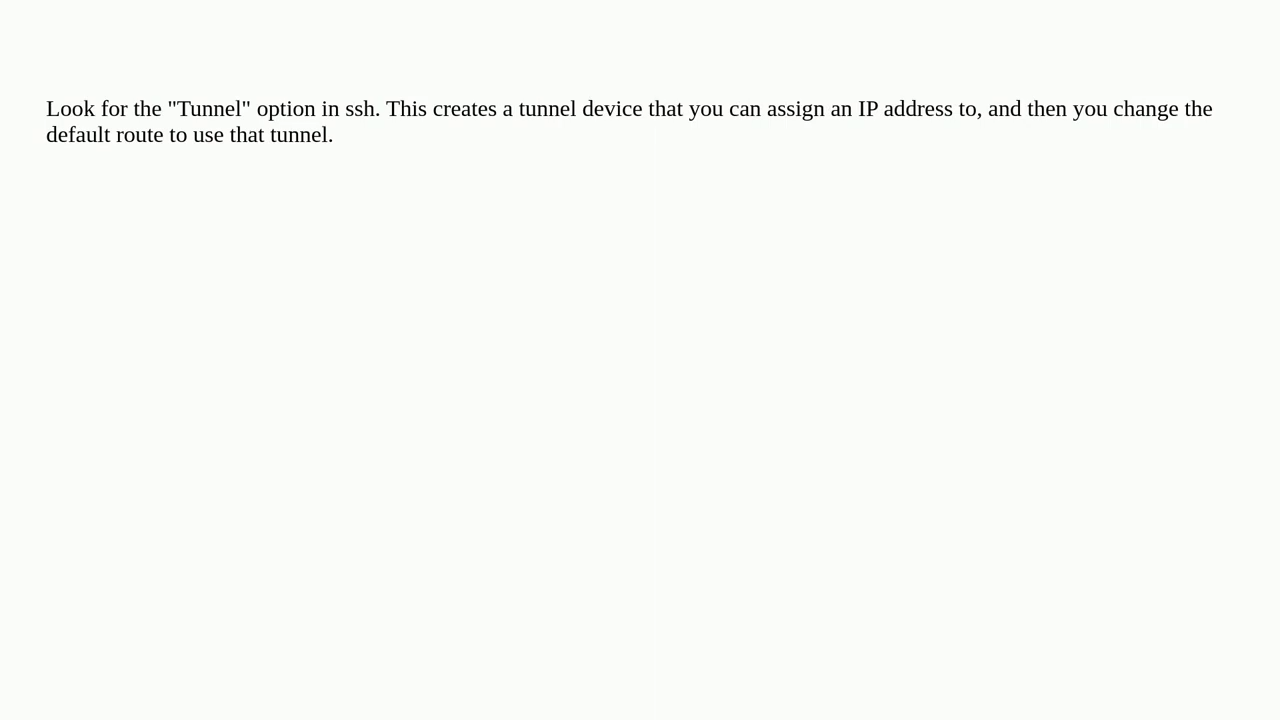 Look for the "Tunnel" option in ssh. This creates a tunnel device that you can assign an IP address to, and then you change the
default route to use that tunnel.